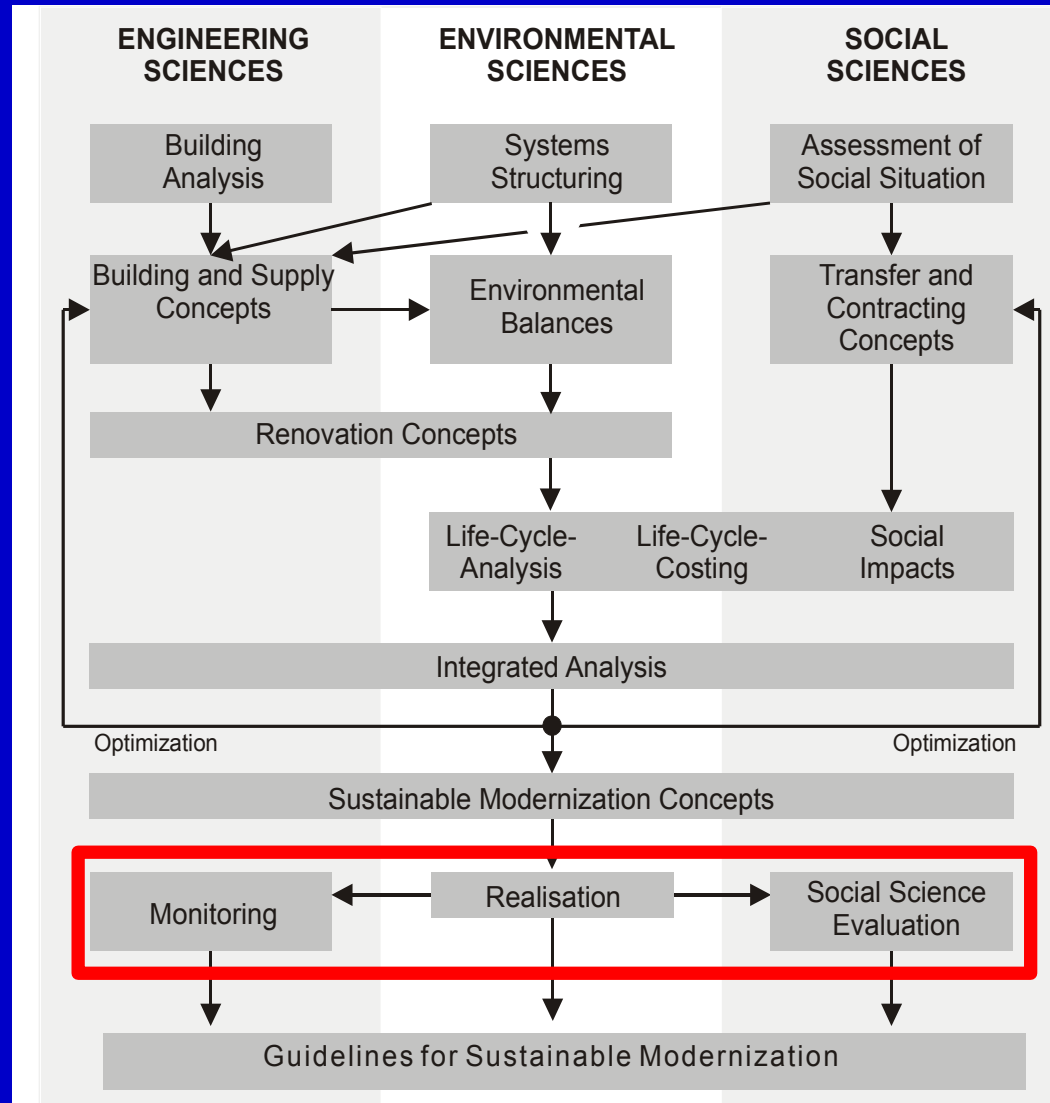 ENGINEERING
SCIENCES
ENVIRONMENTAL
SCIENCES
SOCIAL
SCIENCES
Building
Analysis
Systems
Structuring
Assessment of
Social Situation
Building and Supply
Concepts
Environmental
Balances
Transfer and
Contracting
Concepts
Renovation Concepts
Life-Cycle-
Analysis
Life-Cycle-
Costing
Social
Impacts
Integrated Analysis
Optimization
Optimization
Sustainable Modernization Concepts
Monitoring
Realisation
Social Science
Evaluation
Guidelines for Sustainable Modernization